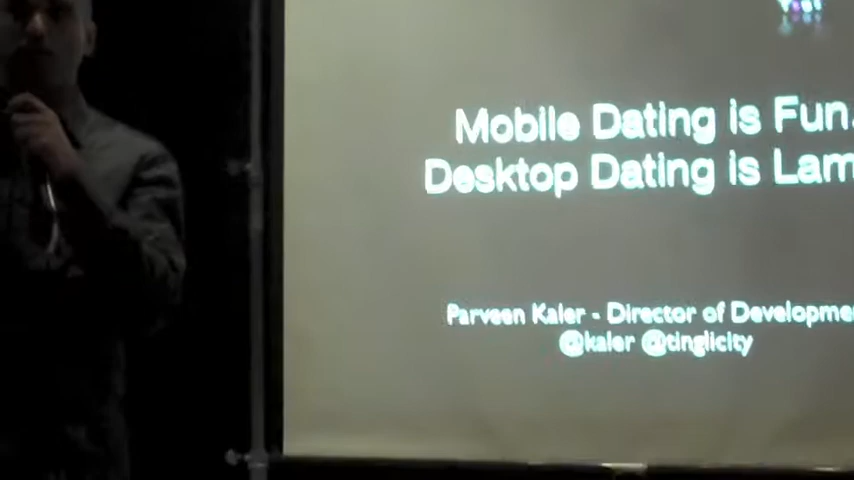 Mobile Dating is Fun.
Desktop Dating is Lam
Parveen Kaler - Director of Developme
@kaler @tinglicity